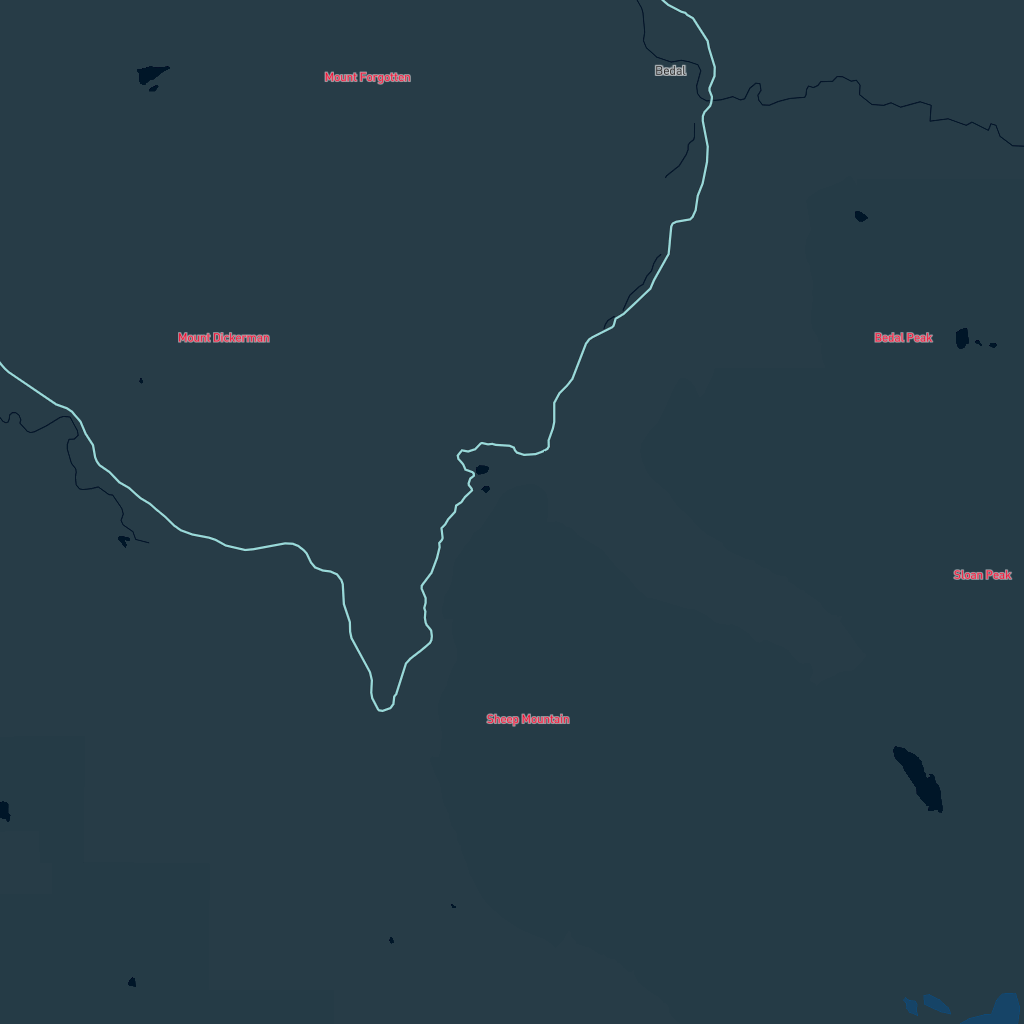 Bedal
Mount Forgotten
Mount Dickerman
Bedal Peak
Sloan Peak
Sheep Mountain